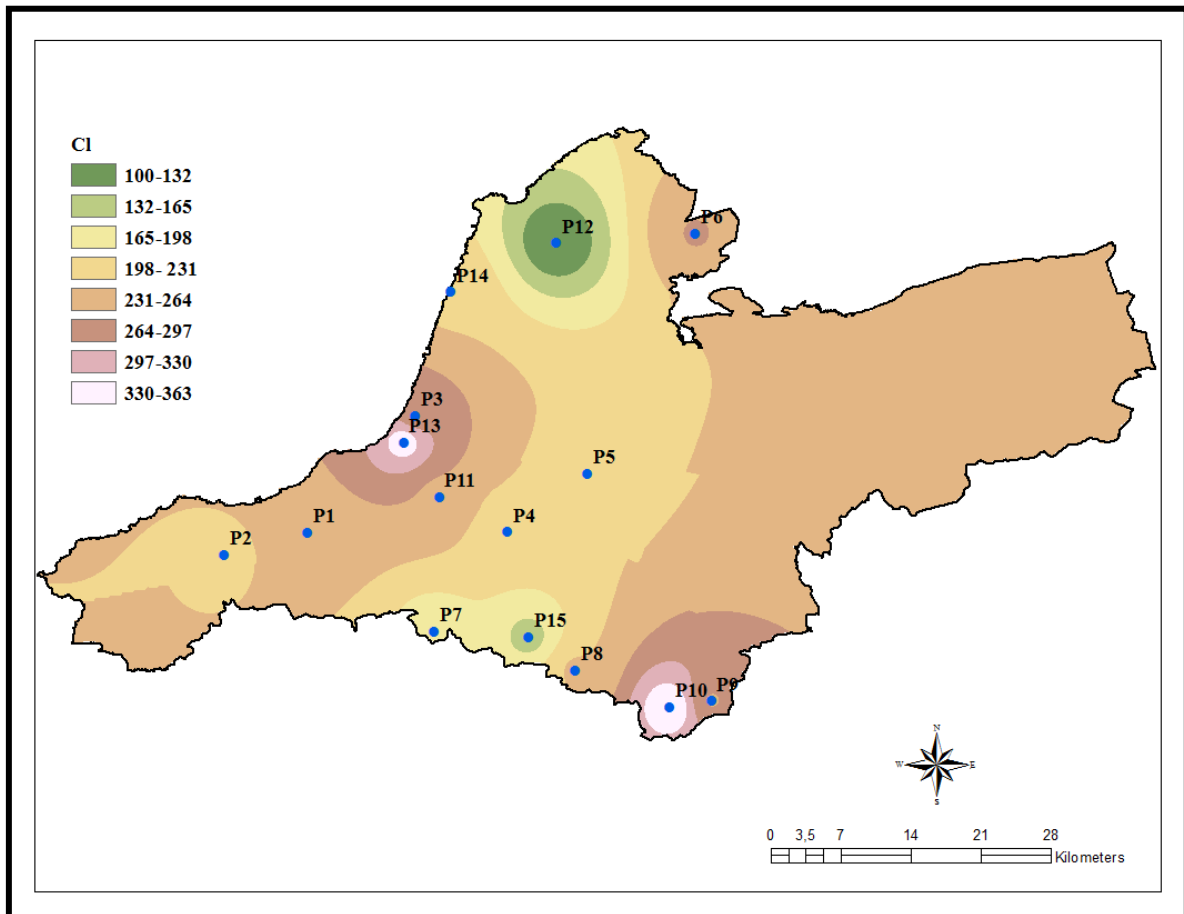 Cl
100-132
132-165
165-198
198- 231
231-264
264-297
297-330
330-363
P12
P6
P14
P3
P13
P5
P11
P1
P4
P2
P7
P15
P8
P10
P9
N
W
E
S
0 3,5 7 14 21 28
Kilometers